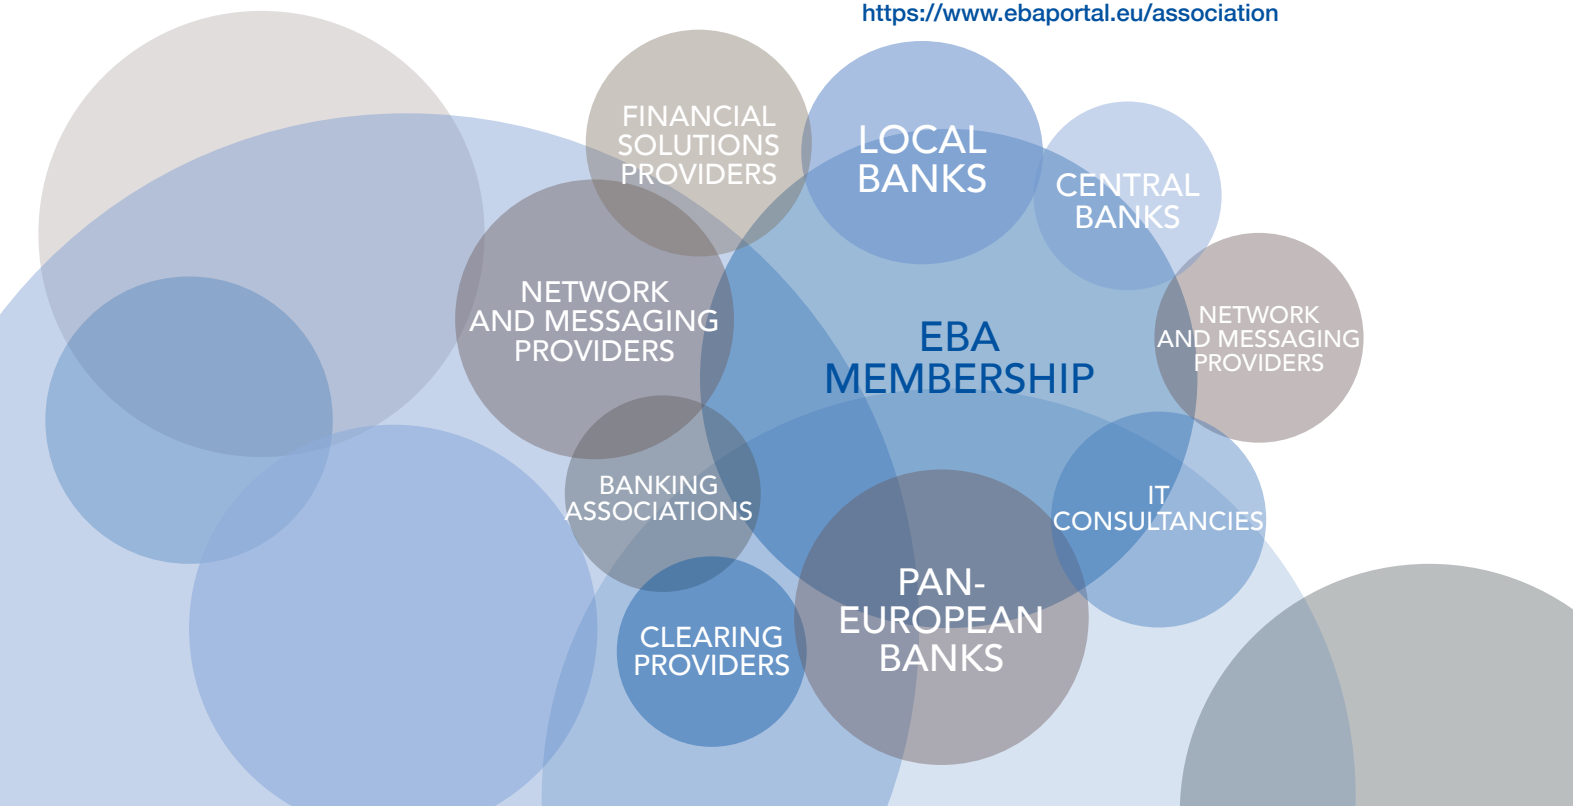 https://www.ebaportal.eu/association
FINANCIAL
SOLUTIONS
PROVIDERS
LOCAL
BANKS
CENTRAL
BANKS
NETWORK
AND MESSAGING
PROVIDERS
EBA
MEMBERSHIP
NETWORK
AND MESSAGING
PROVIDERS
BANKING
ASSOCIATIONS
IT
CONSULTANCIES
PAN-
EUROPEAN
BANKS
CLEARING
PROVIDERS